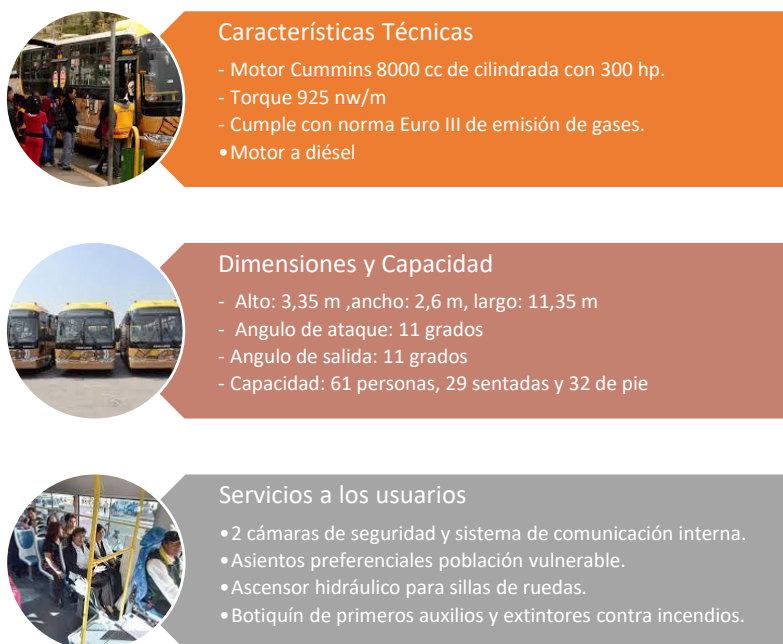 Características Técnicas
- Motor Cummins 8000 cc de cilindrada con 300 hp.
- Torque 925 nw/m
- Cumple con norma Euro III de emisión de gases.
•Motor a diésel
Dimensiones y Capacidad
- Alto: 3,35 m ,ancho: 2,6 m, largo: 11,35 m
- Angulo de ataque: 11 grados
- Angulo de salida: 11 grados
- Capacidad: 61 personas, 29 sentadas y 32 de pie
Servicios a los usuarios
•2 cámaras de seguridad y sistema de comunicación interna.
•Asientos preferenciales población vulnerable.
•Ascensor hidráulico para sillas de ruedas.
•Botiquín de primeros auxilios y extintores contra incendios.